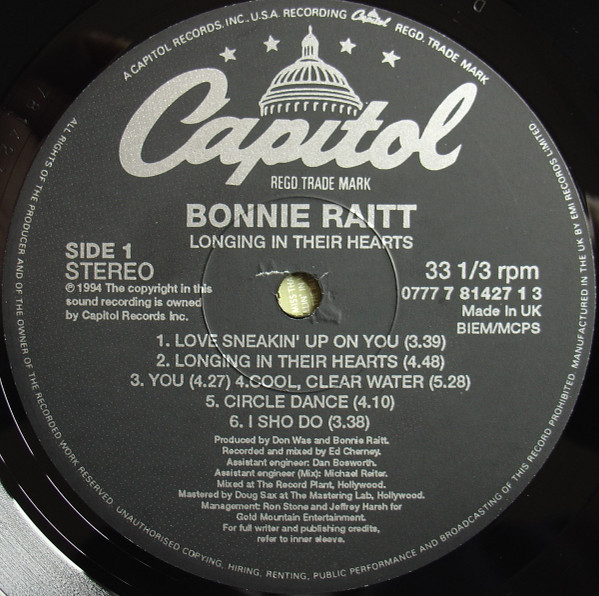 A CAPITOL RECORDS, INC., U.S.A. RECORDING Capitol REGD. TRADE MARK
Capitol
REGD TRADE MARK
BONNIE RAITT
LONGING IN THEIR HEARTS
SIDE 1
STEREO
℗ 1994 The copyright in this
sound recording is owned
by Capitol Records Inc.
33 1/3 rpm
0777 7 81427 1 3
Made in UK
BIEM/MCPS
1. LOVE SNEAKIN' UP ON YOU (3.39)
2. LONGING IN THEIR HEARTS (4.48)
3. YOU (4.27) 4.COOL, CLEAR WATER (5.28)
5. CIRCLE DANCE (4.10)
6. I SHO DO (3.38)
Produced by Don Was and Bonnie Raitt.
Recorded and mixed by Ed Cherney.
Assistant engineer: Dan Bosworth.
Assistant engineer (Mix): Michael Reiter.
Mixed at The Record Plant, Hollywood.
Mastered by Doug Sax at The Mastering Lab, Hollywood.
Management: Ron Stone and Jeffrey Harsh for
Gold Mountain Entertainment.
For full writer and publishing credits,
refer to inner sleeve.
ALL RIGHTS OF THE PRODUCER AND OF THE OWNER OF THE RECORDED WORK RESERVED. UNAUTHORISED COPYING, HIRING, RENTING, PUBLIC PERFORMANCE AND BROADCASTING OF THIS RECORD PROHIBITED. MANUFACTURED IN THE UK BY EMI RECORDS LIMITED